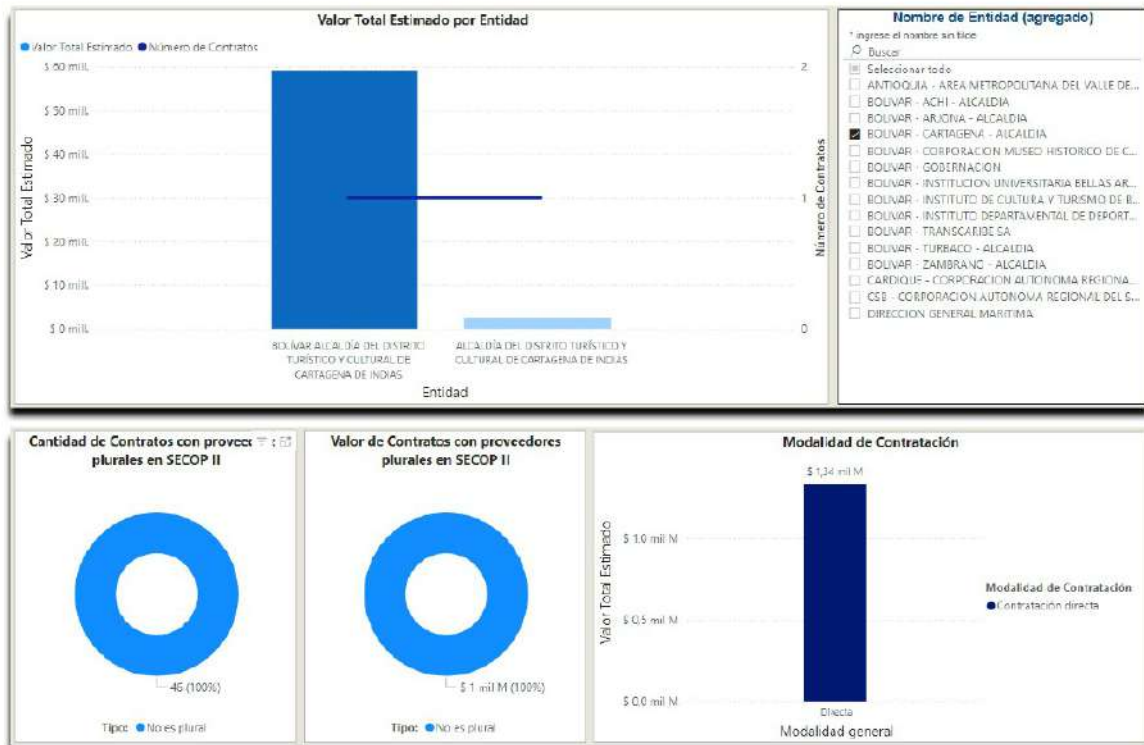 Valor Total Estimado por Entidad
Valor Total Estimado Número de Contratos
$ 60 mill.
$ 50 mill.
$ 40 mill.
$ 30 mill.
$ 20 mill.
$ 10 mill.
$ 0 mill.
Valor Total Estimado
2
1
0
Número de Contratos
BOLÍVAR ALCALDÍA DEL DISTRITO
TURÍSTICO Y CULTURAL DE
CARTAGENA DE INDIAS
ALCALDÍA DEL DISTRITO TURÍSTICO Y
CULTURAL DE CARTAGENA DE INDIAS
Entidad
Nombre de Entidad (agregado)
* ingrese el nombre sin tilde
Buscar
Seleccionar todo
ANTIOQUIA - AREA METROPOLITANA DEL VALLE DE...
BOLIVAR - ACHI - ALCALDIA
BOLIVAR - ARJONA - ALCALDIA
BOLIVAR - CARTAGENA - ALCALDIA
BOLIVAR - CORPORACION MUSEO HISTORICO DE C...
BOLIVAR - GOBERNACION
BOLIVAR - INSTITUCION UNIVERSITARIA BELLAS AR...
BOLIVAR - INSTITUTO DE CULTURA Y TURISMO DE B...
BOLIVAR - INSTITUTO DEPARTAMENTAL DE DEPORT...
BOLIVAR - TRANSCARIBE SA
BOLIVAR - TURBACO - ALCALDIA
BOLIVAR - ZAMBRANO - ALCALDIA
CARDIQUE - CORPORACION AUTONOMA REGIONA...
CSB - CORPORACION AUTONOMA REGIONAL DEL S...
DIRECCION GENERAL MARITIMA
Cantidad de Contratos con provee
plurales en SECOP II
46 (100%)
Tipo: No es plural
Valor de Contratos con proveedores
plurales en SECOP II
$ 1 mil M (100%)
Tipo: No es plural
Modalidad de Contratación
$ 1,34 mil M
$ 1,0 mil M
$ 0,5 mil M
$ 0,0 mil M
Valor Total Estimado
Directa
Modalidad general
Modalidad de Contratación
Contratación directa